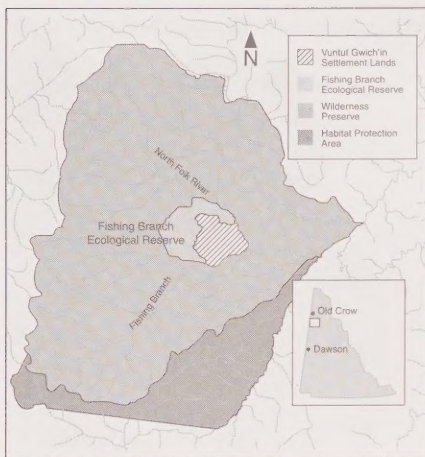 N
Vuntut Gwich'in
Settlement Lands
Fishing Branch
Ecological Reserve
Wilderness
Preserve
Habitat Protection
Area
North Folk River
Fishing Branch
Ecological Reserve
Fishing Branch
Old Crow
Dawson